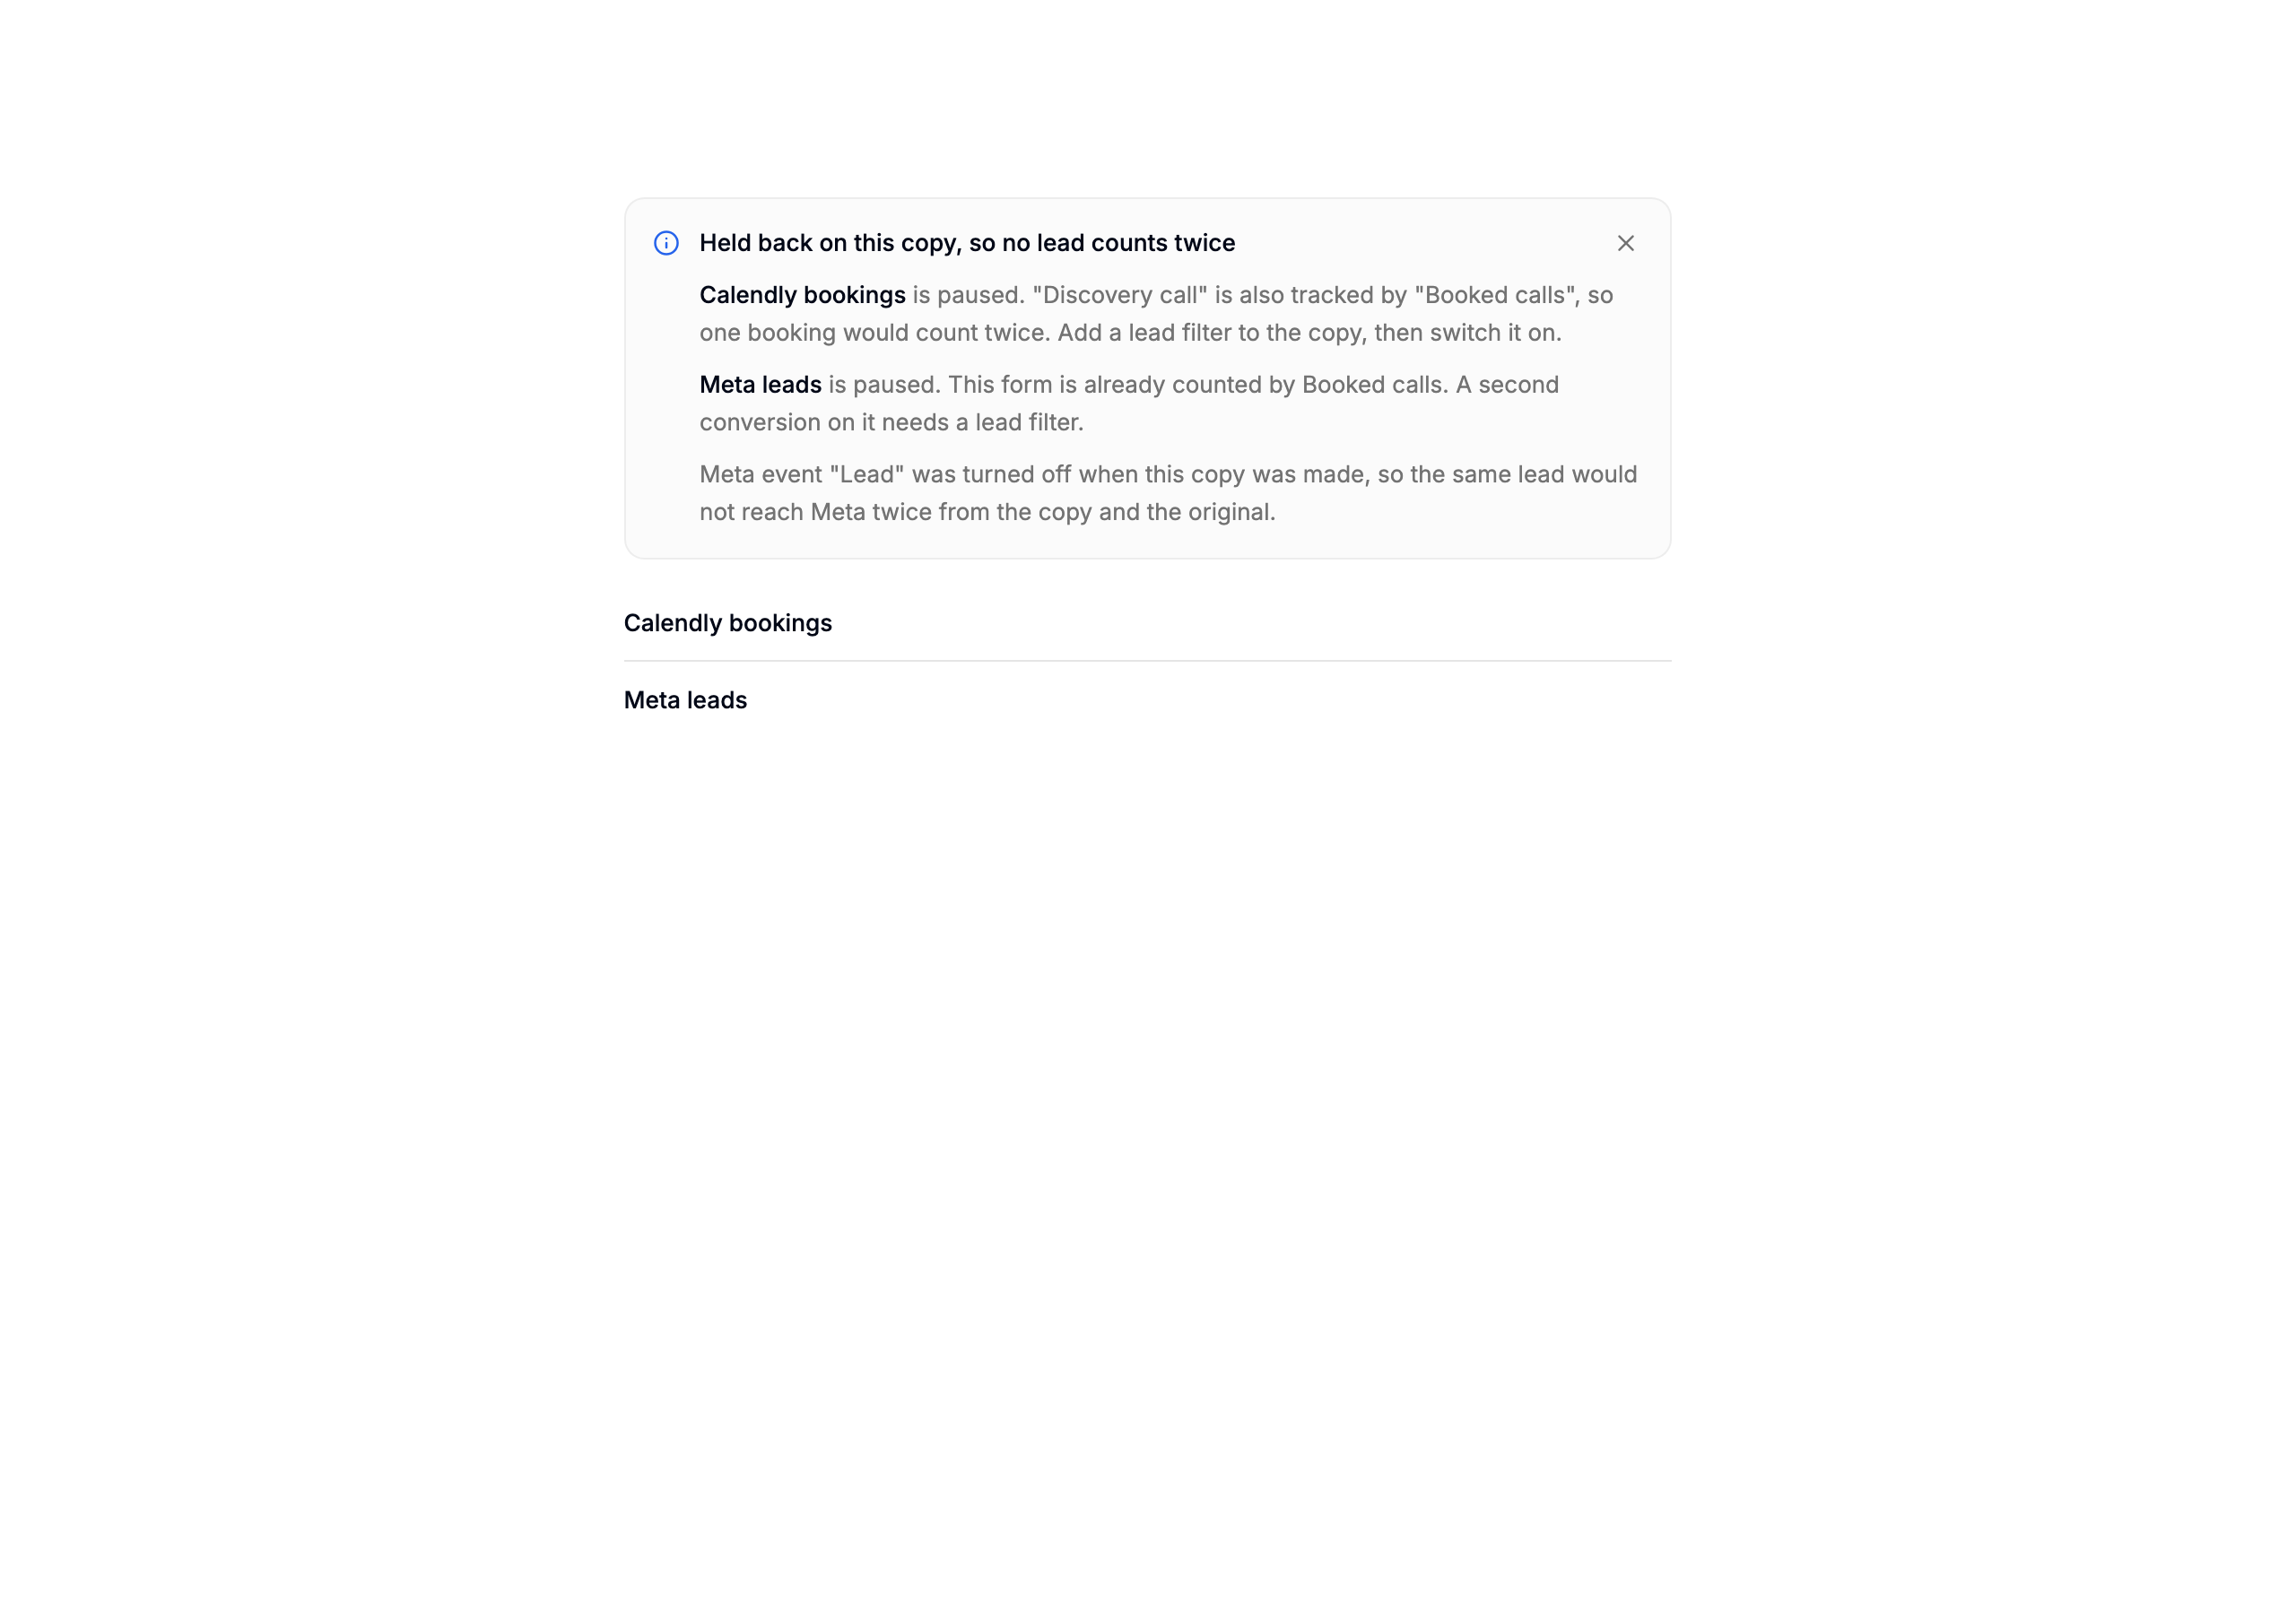 Held back on this copy, so no lead counts twice
Calendly bookings is paused. "Discovery call" is also tracked by "Booked calls", so
one booking would count twice. Add a lead filter to the copy, then switch it on.
Meta leads is paused. This form is already counted by Booked calls. A second
conversion on it needs a lead filter.
Meta event "Lead" was turned off when this copy was made, so the same lead would
not reach Meta twice from the copy and the original.
Calendly bookings
Meta leads